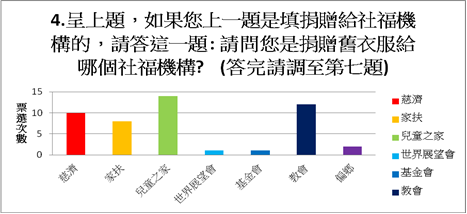 4.呈上題，如果您上一題是填捐贈給社福機
構的，請答這一題:請問您是捐贈舊衣服給
哪個社福機構? (答完請調至第七題)
票選次數
15
10
5
0
慈濟
家扶
兒童之家
世界展望會
基金會
教會
偏鄉
慈濟
家扶
兒童之家
世界展望會
基金會
教會
偏鄉
教會